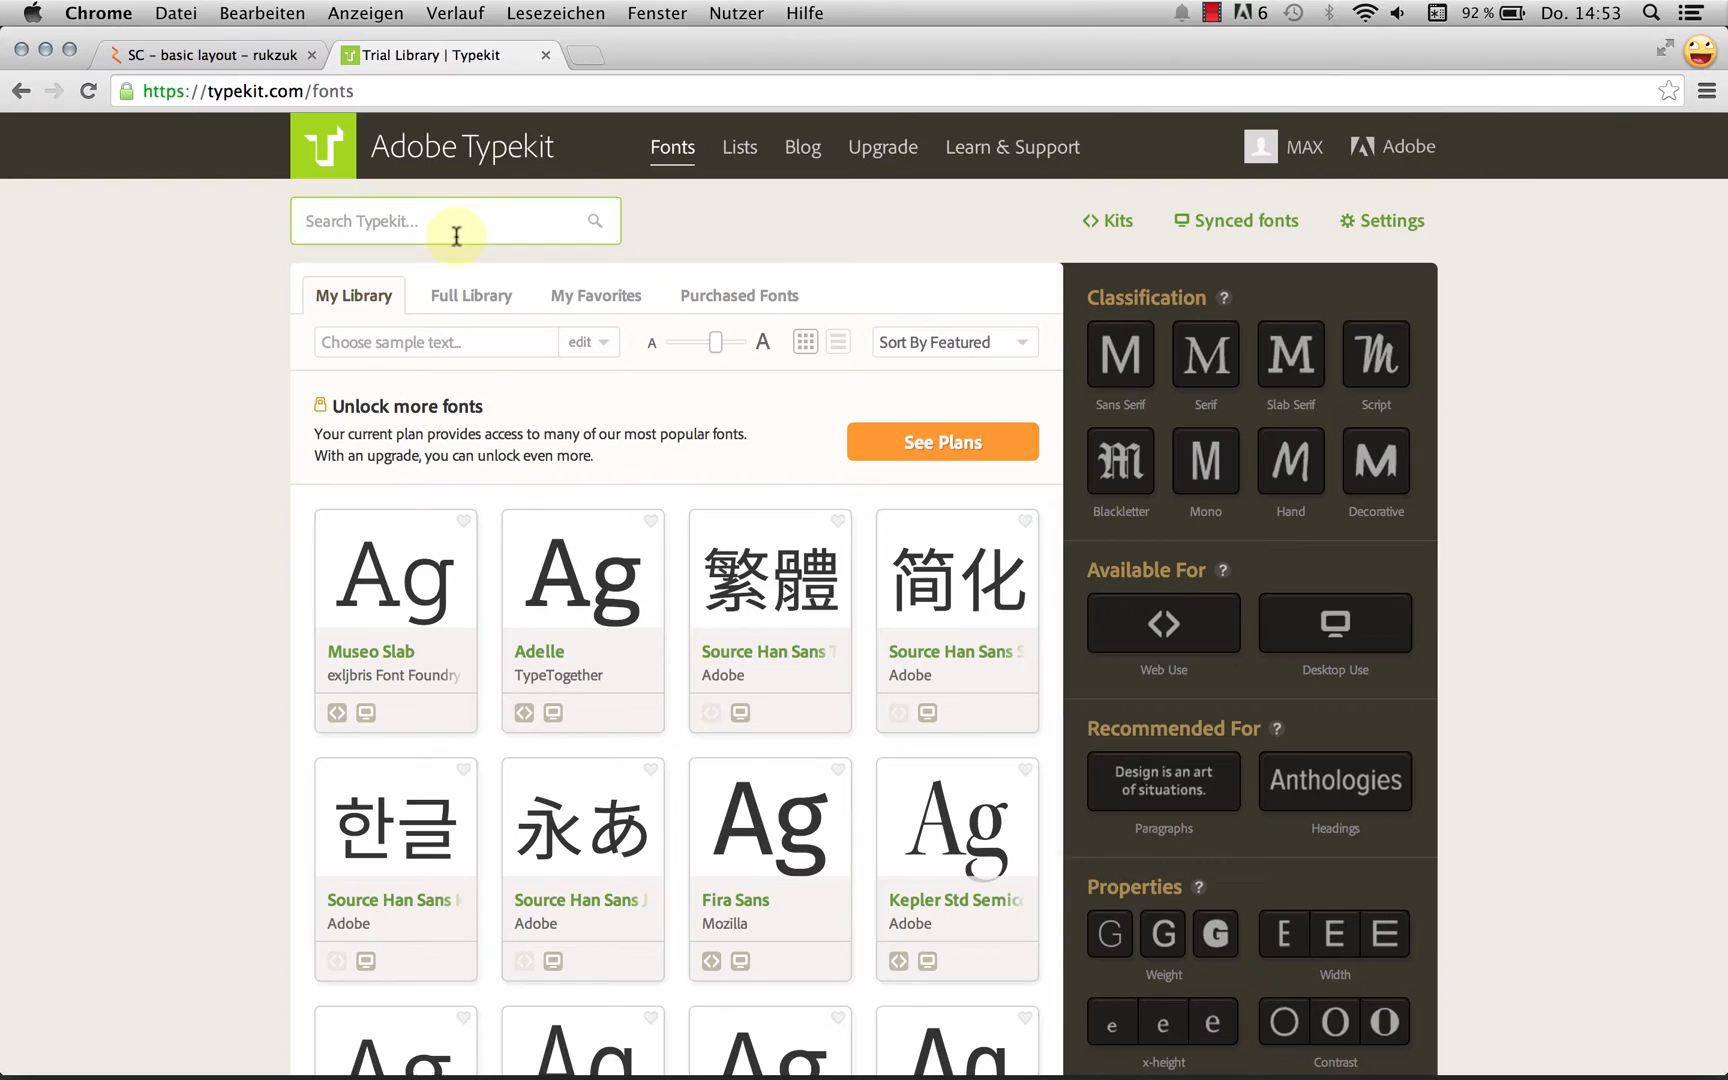 Chrome Datei Bearbeiten Anzeigen Verlauf Lesezeichen Fenster Nutzer Hilfe 6 92 % Do. 14:53
SC – basic layout – rukzuk Trial Library | Typekit
https://typekit.com/fonts
Adobe Typekit Fonts Lists Blog Upgrade Learn & Support MAX Adobe
Search Typekit... Kits Synced fonts Settings
My Library Full Library My Favorites Purchased Fonts
Choose sample text... edit A A Sort By Featured
Unlock more fonts
Your current plan provides access to many of our most popular fonts.
With an upgrade, you can unlock even more.
See Plans
Ag Ag 繁體 简化
Museo Slab Adelle Source Han Sans Source Han Sans
exljbris Font Foundry TypeTogether Adobe Adobe
한글 永あ Ag Ag
Source Han Sans Source Han Sans Fira Sans Kepler Std
Adobe Adobe Mozilla Adobe
Ag Ag Ag Ag
Classification ?
M M M M
Sans Serif Serif Slab Serif Script
M M M M
Blackletter Mono Hand Decorative
Available For ?
Web Use Desktop Use
Recommended For ?
Design is an art
of situations.
Anthologies
Paragraphs Headings
Properties ?
G G G E E E
Weight Width
e e e O O O
x-height Contrast